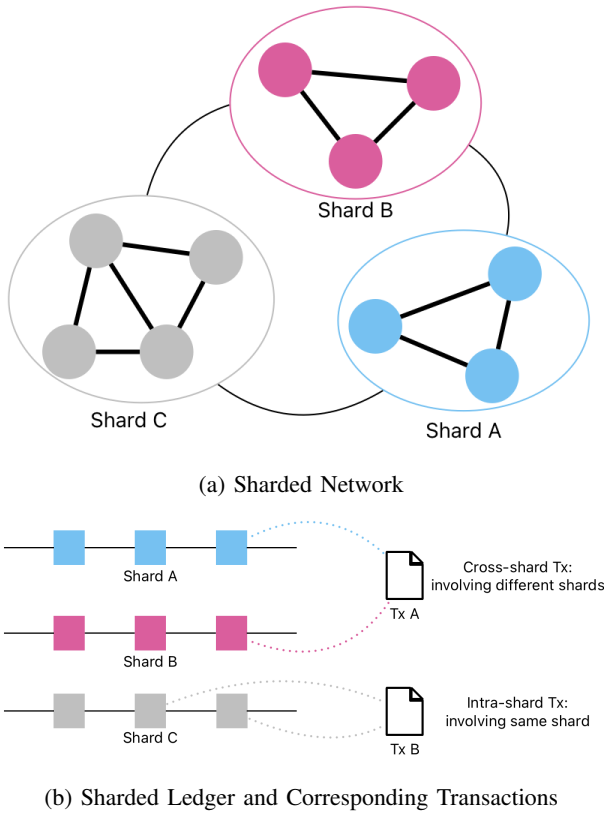 Shard B
Shard C
Shard A
(a) Sharded Network
Shard A
Cross-shard Tx:
involving different shards
Tx A
Shard B
Intra-shard Tx:
involving same shard
Shard C
Tx B
(b) Sharded Ledger and Corresponding Transactions